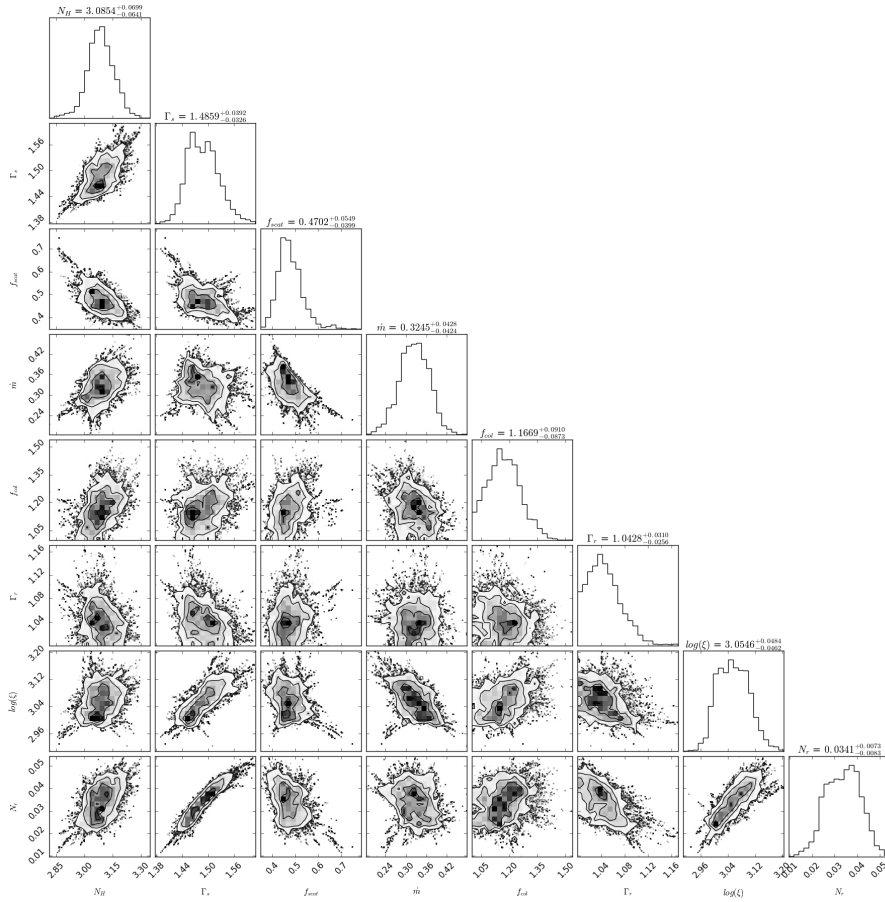 N_H = 3.0854^{+0.0699}_{-0.0641}
Γ_s = 1.4859^{+0.0392}_{-0.0326}
1.56
1.50
1.44
1.38
Γ_s
f_scat = 0.4702^{+0.0549}_{-0.0399}
0.7
0.6
0.5
0.4
f_scat
ṁ = 0.3245^{+0.0428}_{-0.0424}
0.42
0.36
0.30
0.24
ṁ
f_col = 1.1669^{+0.0910}_{-0.0873}
1.50
1.35
1.20
1.05
f_col
Γ_r = 1.0428^{+0.0310}_{-0.0256}
1.16
1.12
1.08
1.04
Γ_r
log(ξ) = 3.0546^{+0.0484}_{-0.0462}
3.20
3.12
3.04
2.96
log(ξ)
N_r = 0.0341^{+0.0073}_{-0.0083}
0.05
0.04
0.03
0.02
0.01
N_r
2.85 3.00 3.15 3.30 1.38 1.44 1.50 1.56 0.4 0.5 0.6 0.7 0.24 0.30 0.36 0.42 1.05 1.20 1.35 1.50 1.04 1.08 1.12 1.16 2.96 3.04 3.12 3.20 0.01 0.02 0.03 0.04 0.05
N_H Γ_s f_scat ṁ f_col Γ_r log(ξ) N_r